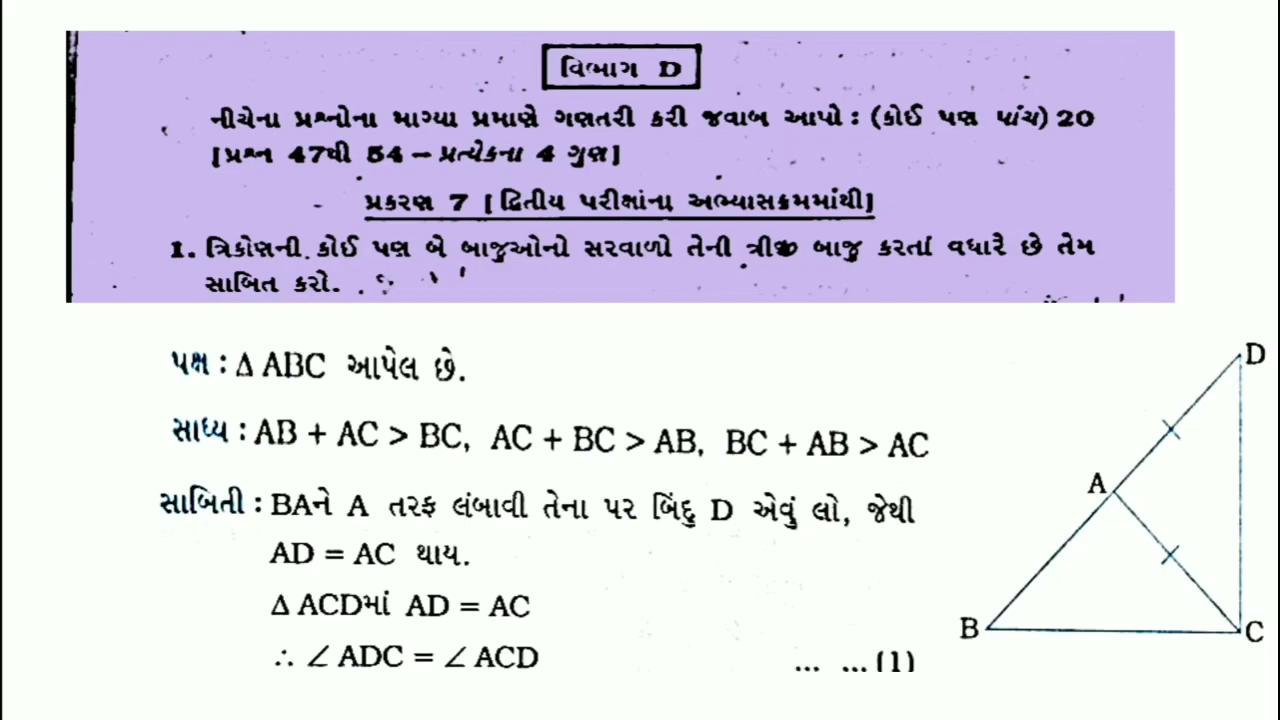 વિભાગ D
નીચેના પ્રશ્નોના માગ્યા પ્રમાણે ગણતરી કરી જવાબ આપો : (કોઈ પણ પાંચ) 20
[પ્રશ્ન 47થી 54 – પ્રત્યેકના 4 ગુણ]
પ્રકરણ 7 [દ્વિતીય પરીક્ષાના અભ્યાસક્રમમાંથી]
1. ત્રિકોણની કોઈ પણ બે બાજુઓનો સરવાળો તેની ત્રીજી બાજુ કરતાં વધારે છે તેમ
સાબિત કરો.
પક્ષ : Δ ABC આપેલ છે.
સાધ્ય : AB + AC > BC, AC + BC > AB, BC + AB > AC
સાબિતી : BAને A તરફ લંબાવી તેના પર બિંદુ D એવું લો, જેથી
AD = AC થાય.
Δ ACDમાં AD = AC
∴ ∠ ADC = ∠ ACD ... ...(1)
D
A
B
C